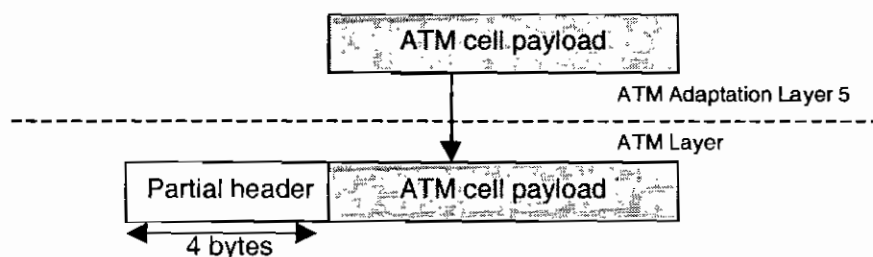 ATM cell payload
ATM Adaptation Layer 5
ATM Layer
Partial header ATM cell payload
4 bytes